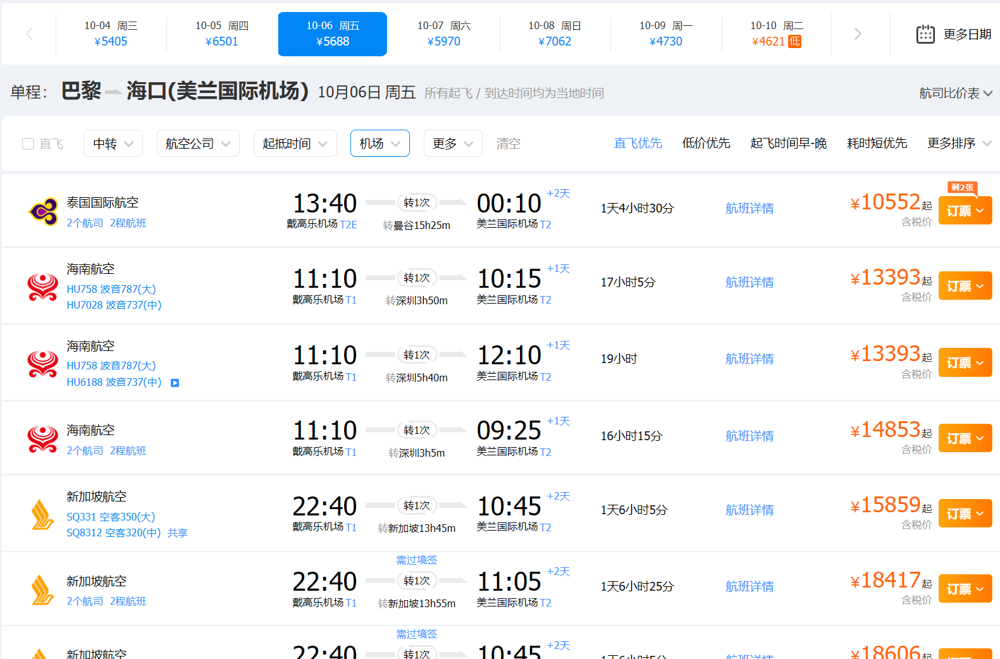 10-04 周三 10-05 周四 10-06 周五 10-07 周六 10-08 周日 10-09 周一 10-10 周二
¥5405 ¥6501 ¥5688 ¥5970 ¥7062 ¥4730 ¥4621 低
更多日期
单程： 巴黎 海口(美兰国际机场) 10月06日 周五 所有起飞 / 到达时间均为当地时间 航司比价表
直飞 中转 航空公司 起抵时间 机场 更多 清空 直飞优先 低价优先 起飞时间早-晚 耗时短优先 更多排序
泰国国际航空
2个航司 2程航班
13:40 转1次 00:10 +2天
戴高乐机场 T2E 转曼谷15h25m 美兰国际机场 T2
1天4小时30分 航班详情 ¥10552起 剩2张 订票
含税价
海南航空
HU758 波音787(大)
HU7028 波音737(中)
11:10 转1次 10:15 +1天
戴高乐机场 T1 转深圳3h50m 美兰国际机场 T2
17小时5分 航班详情 ¥13393起 订票
含税价
海南航空
HU758 波音787(大)
HU6188 波音737(中)
11:10 转1次 12:10 +1天
戴高乐机场 T1 转深圳5h40m 美兰国际机场 T2
19小时 航班详情 ¥13393起 订票
含税价
海南航空
2个航司 2程航班
11:10 转1次 09:25 +1天
戴高乐机场 T1 转深圳3h5m 美兰国际机场 T2
16小时15分 航班详情 ¥14853起 订票
含税价
新加坡航空
SQ331 空客350(大)
SQ8312 空客320(中) 共享
22:40 转1次 10:45 +2天
戴高乐机场 T1 转新加坡13h45m 美兰国际机场 T2
1天6小时5分 航班详情 ¥15859起 订票
含税价
新加坡航空
2个航司 2程航班
需过境签
22:40 转1次 11:05 +2天
戴高乐机场 T1 转新加坡13h55m 美兰国际机场 T2
1天6小时25分 航班详情 ¥18417起 订票
含税价
需过境签
新加坡航空 22:40 转1次 10:45 +2天 1天6小时5分 航班详情 ¥18606起